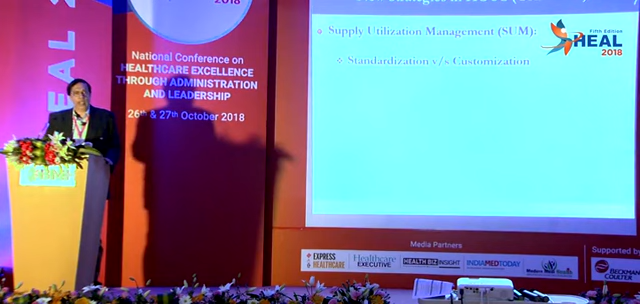 2018
National Conference on
HEALTHCARE EXCELLENCE
THROUGH ADMINISTRATION
AND LEADERSHIP
26th & 27th October 2018
HEAL 2
Supply Utilization Management (SUM):
Standardization v/s Customization
Fifth Edition
HEAL
2018
Media Partners
EXPRESS
HEALTHCARE
Healthcare
EXECUTIVE
HEALTH BIZ INSIGHT
INDIAMEDTODAY
Supported by
BECKMAN
COULTER